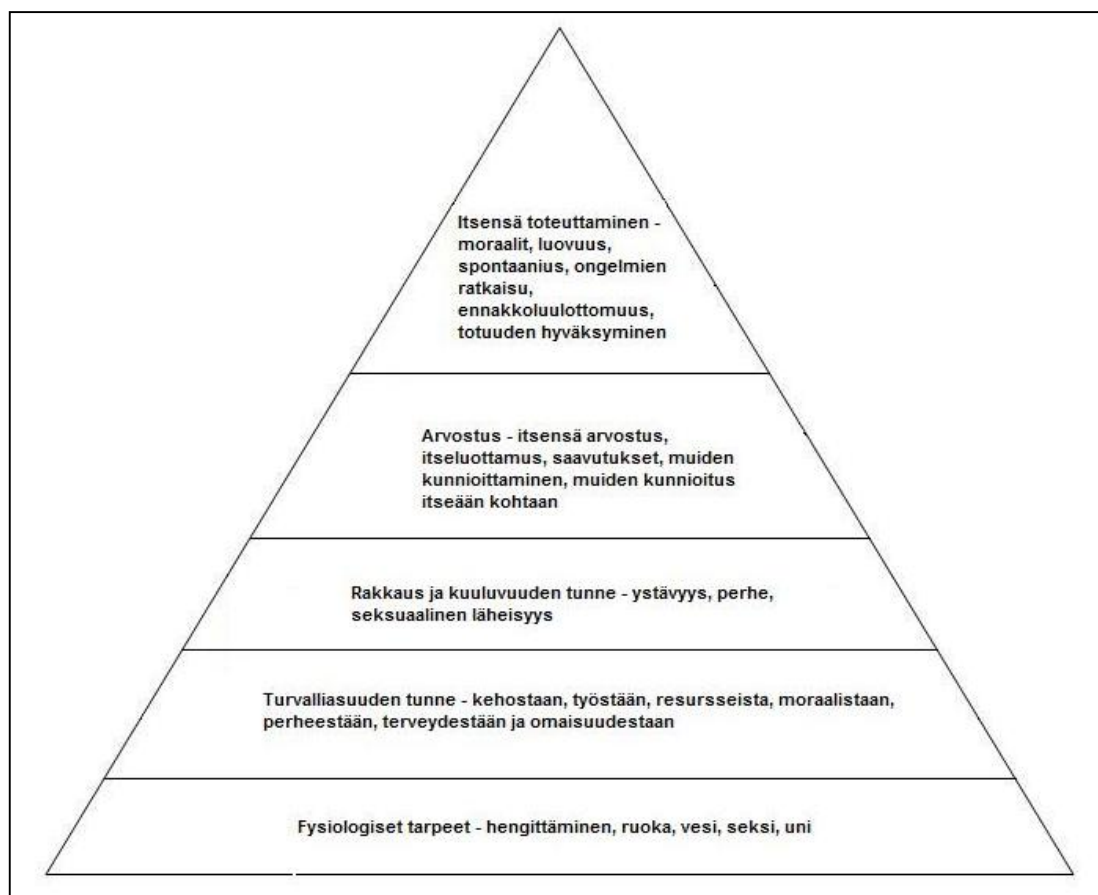 Itsensä toteuttaminen -
moraalit, luovuus,
spontaanius, ongelmien
ratkaisu,
ennakkoluulottomuus,
totuuden hyväksyminen
Arvostus - itsensä arvostus,
itseluottamus, saavutukset, muiden
kunnioittaminen, muiden kunnioitus
itseään kohtaan
Rakkaus ja kuuluvuuden tunne - ystävyys, perhe,
seksuaalinen läheisyys
Turvalliasuuden tunne - kehostaan, työstään, resursseista, moraalistaan,
perheestään, terveydestään ja omaisuudestaan
Fysiologiset tarpeet - hengittäminen, ruoka, vesi, seksi, uni